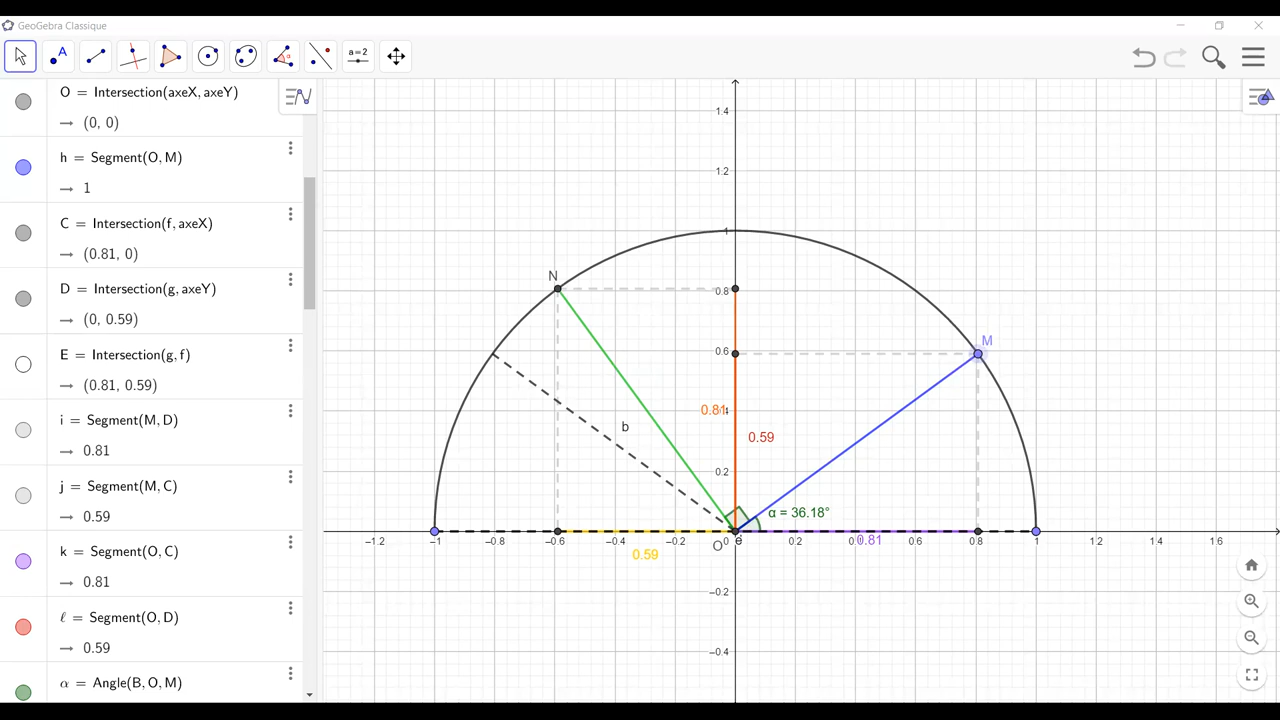 GeoGebra Classique
A
α
a=2
O = Intersection(axeX, axeY)
→ (0, 0)
h = Segment(O, M)
→ 1
C = Intersection(f, axeX)
→ (0.81, 0)
D = Intersection(g, axeY)
→ (0, 0.59)
E = Intersection(g, f)
→ (0.81, 0.59)
i = Segment(M, D)
→ 0.81
j = Segment(M, C)
→ 0.59
k = Segment(O, C)
→ 0.81
ℓ = Segment(O, D)
→ 0.59
α = Angle(B, O, M)
1.4
1.2
1
N
0.8
0.6
M
0.81
b
0.59
0.2
α = 36.18°
−1.2 −1 −0.8 −0.6 −0.4 −0.2 O 0.2 0.81 0.6 0.8 1 1.2 1.4 1.6
0.59
−0.2
−0.4